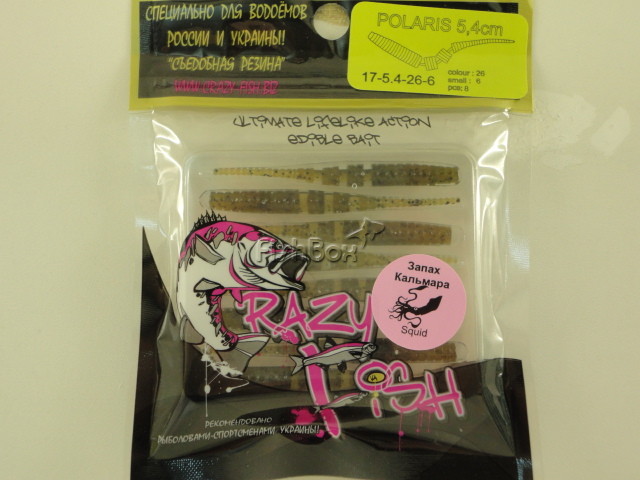 СПЕЦИАЛЬНО ДЛЯ ВОДОЁМОВ
РОССИИ И УКРАИНЫ!
"СЪЕДОБНАЯ РЕЗИНА"
POLARIS 5,4cm
17-5.4-26-6
colour : 26
smell : 6
pcs: 8
ULTIMATE LIFELIKE ACTION
EDIBLE BAIT
FishBox
Запах
Кальмара
Squid
CRAZY
FISH
РЕКОМЕНДОВАНО
РЫБОЛОВАМИ-СПОРТСМЕНАМИ УКРАИНЫ!